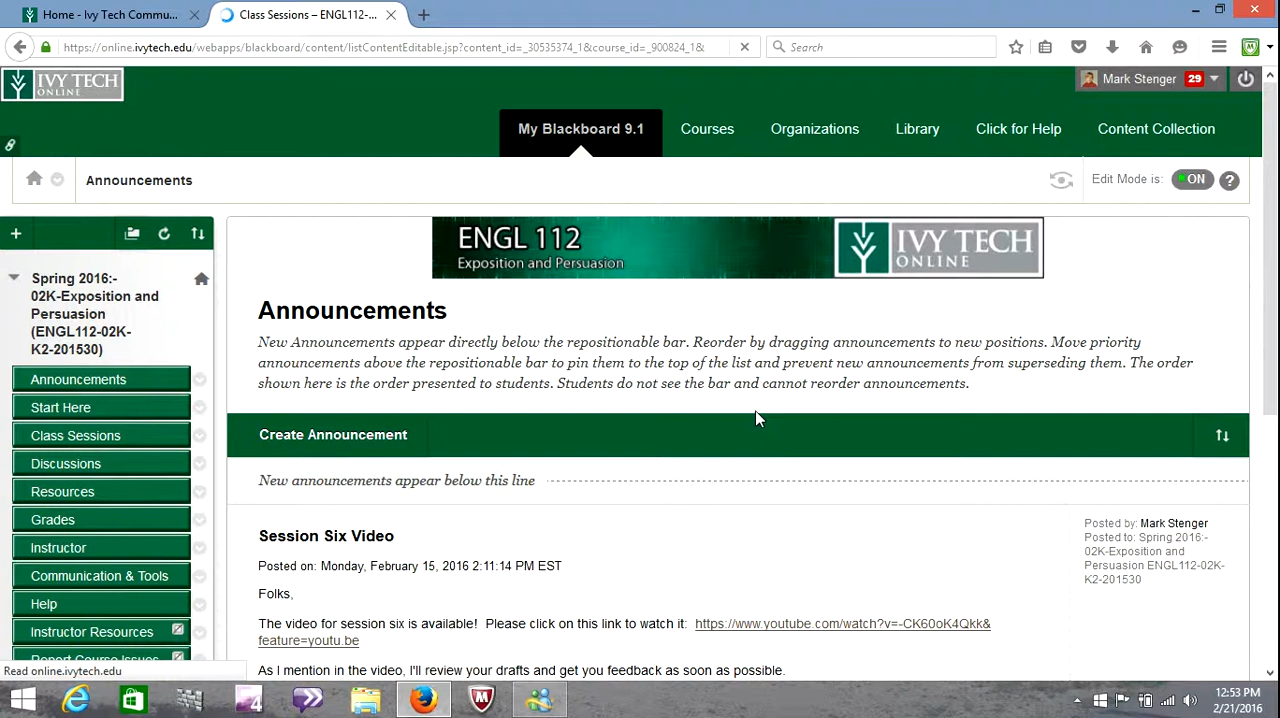 Home - Ivy Tech Commu...
Class Sessions – ENGL112-...
https://online.ivytech.edu/webapps/blackboard/content/listContentEditable.jsp?content_id=_30535374_1&course_id=_900824_1&
Search
IVY TECH
ONLINE
Mark Stenger 29
My Blackboard 9.1
Courses
Organizations
Library
Click for Help
Content Collection
Announcements
Edit Mode is: ON ?
ENGL 112
Exposition and Persuasion
IVY TECH
ONLINE
Spring 2016:-
02K-Exposition and
Persuasion
(ENGL112-02K-
K2-201530)
Announcements
Start Here
Class Sessions
Discussions
Resources
Grades
Instructor
Communication & Tools
Help
Instructor Resources
Report Course Issues
Announcements
New Announcements appear directly below the repositionable bar. Reorder by dragging announcements to new positions. Move priority
announcements above the repositionable bar to pin them to the top of the list and prevent new announcements from superseding them. The order
shown here is the order presented to students. Students do not see the bar and cannot reorder announcements.
Create Announcement
New announcements appear below this line
Session Six Video
Posted on: Monday, February 15, 2016 2:11:14 PM EST
Folks,
The video for session six is available!  Please click on this link to watch it:  https://www.youtube.com/watch?v=-CK60oK4Qkk&
feature=youtu.be
As I mention in the video, I'll review your drafts and get you feedback as soon as possible.
Posted by: Mark Stenger
Posted to: Spring 2016:-
02K-Exposition and
Persuasion ENGL112-02K-
K2-201530
Read online.ivytech.edu
12:53 PM
2/21/2016